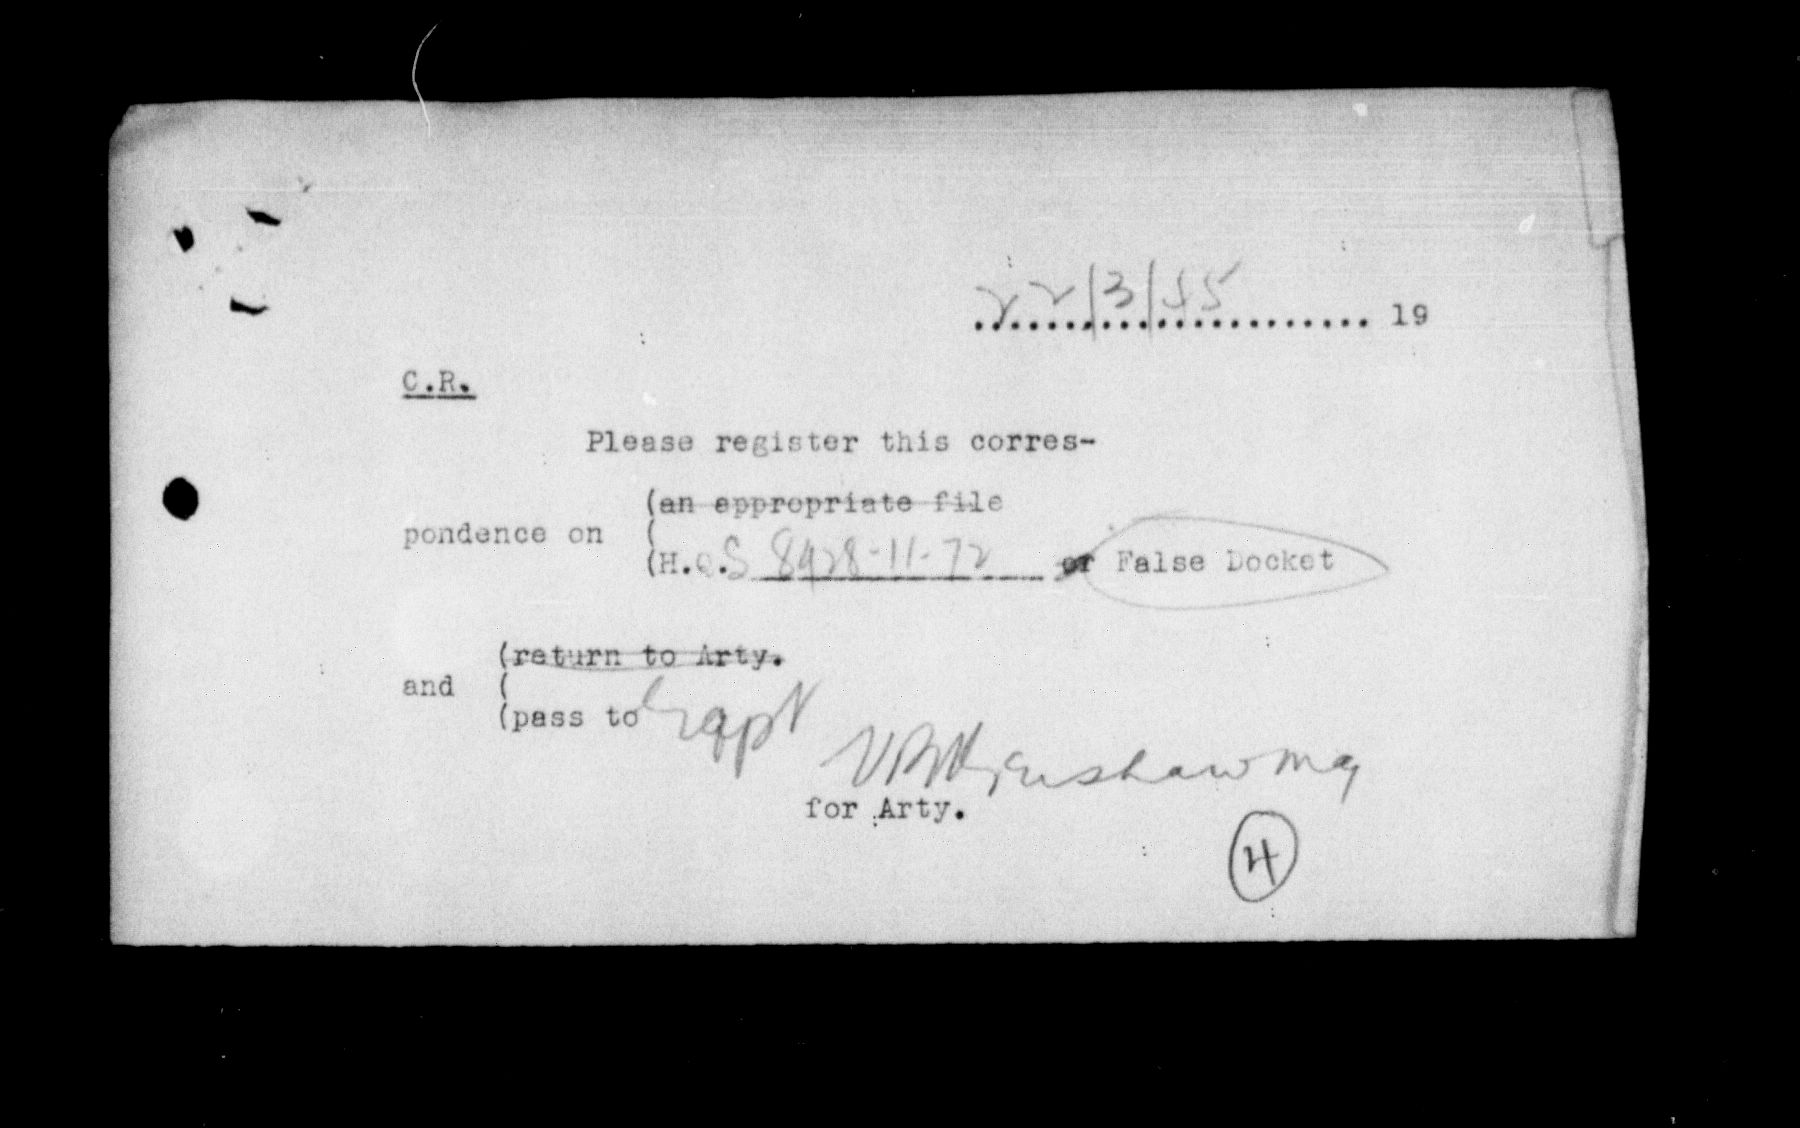 22/3/55
.................... 19
C.R.
Please register this corres-
(an appropriate file
pondence on (
(H.Q.S 8428-11-72 or False Docket
(return to Arty.
and (
(pass to
for Arty.
4